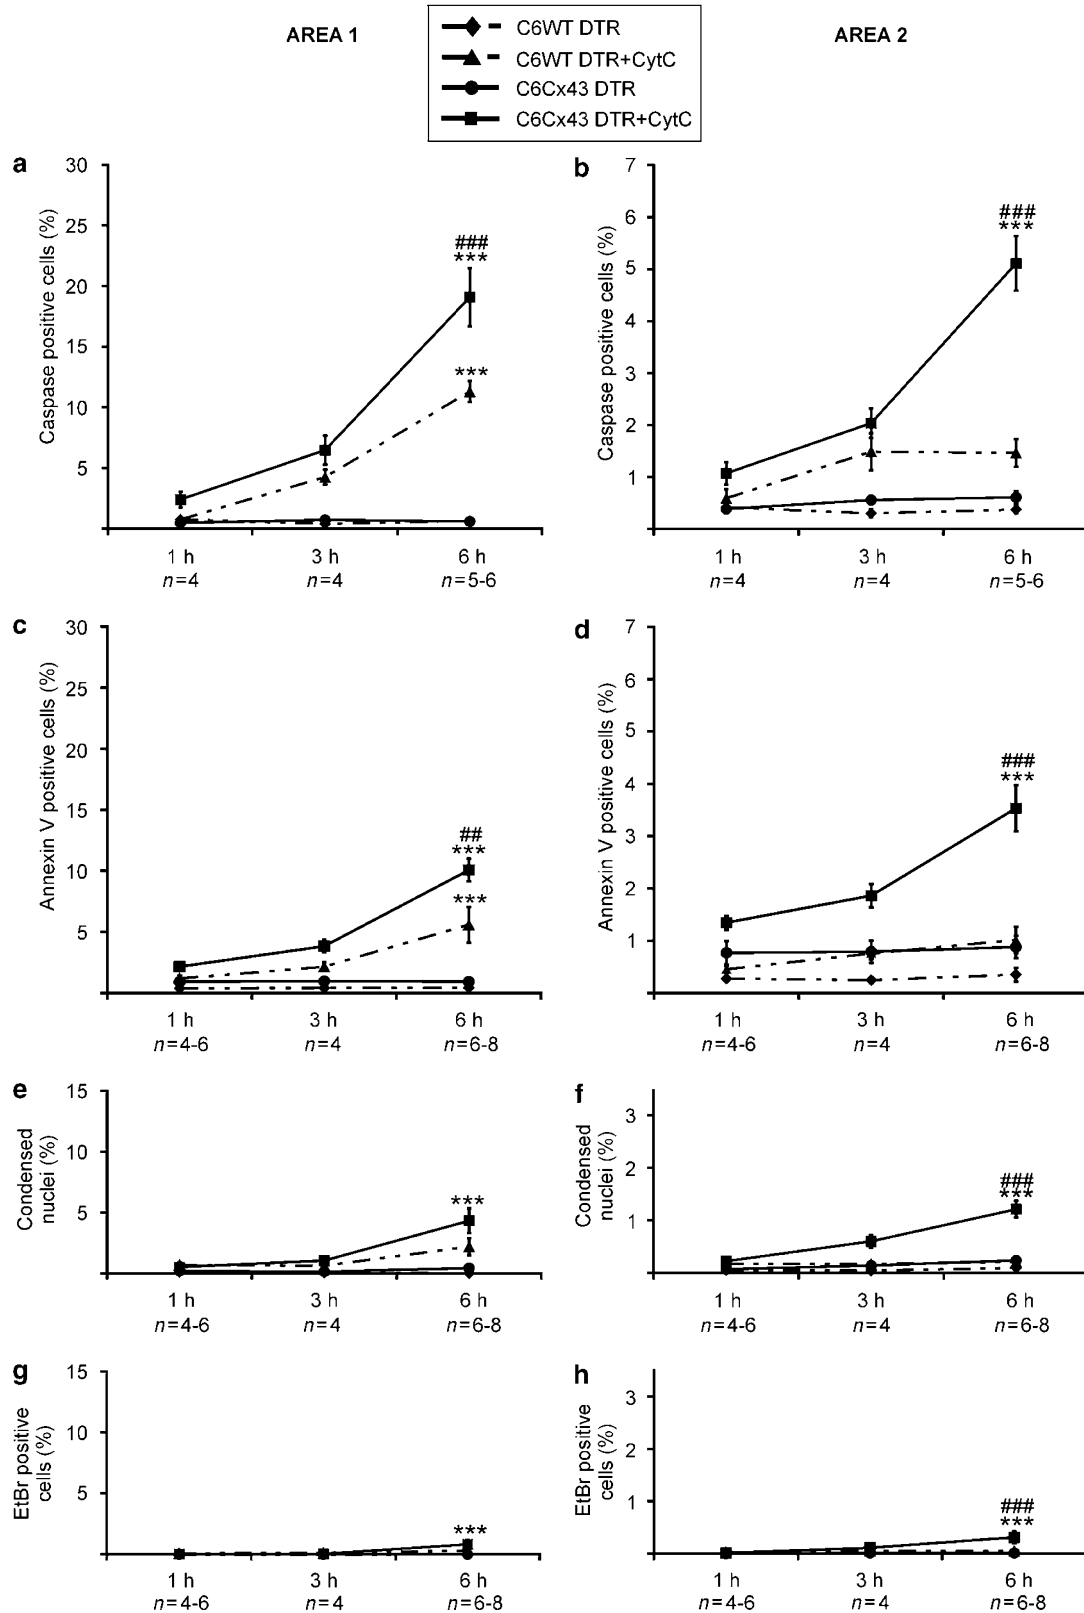 AREA 1
AREA 2
C6WT DTR
C6WT DTR+CytC
C6Cx43 DTR
C6Cx43 DTR+CytC
a
Caspase positive cells (%)
30
25
20
15
10
5
###
***
***
1 h
3 h
6 h
n=4
n=4
n=5-6
b
Caspase positive cells (%)
7
6
5
4
3
2
1
###
***
1 h
3 h
6 h
n=4
n=4
n=5-6
c
Annexin V positive cells (%)
30
25
20
15
10
5
##
***
***
1 h
3 h
6 h
n=4-6
n=4
n=6-8
d
Annexin V positive cells (%)
7
6
5
4
3
2
1
###
***
1 h
3 h
6 h
n=4-6
n=4
n=6-8
e
Condensed
nuclei (%)
15
10
5
***
1 h
3 h
6 h
n=4-6
n=4
n=6-8
f
Condensed
nuclei (%)
3
2
1
###
***
1 h
3 h
6 h
n=4-6
n=4
n=6-8
g
EtBr positive
cells (%)
15
10
5
***
1 h
3 h
6 h
n=4-6
n=4
n=6-8
h
EtBr positive
cells (%)
3
2
1
###
***
1 h
3 h
6 h
n=4-6
n=4
n=6-8